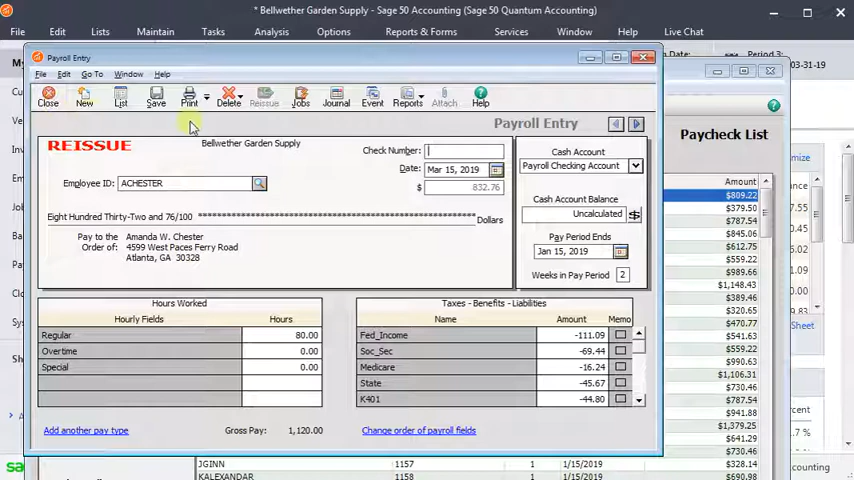 * Bellwether Garden Supply - Sage 50 Accounting (Sage 50 Quantum Accounting)
File Edit Lists Maintain Tasks Analysis Options Reports & Forms Services Window Help Live Chat
Period 3:
03-31-19
Payroll Entry
File Edit Go To Window Help
Close New List Save Print Delete Reissue Jobs Journal Event Reports Attach Help
Payroll Entry
REISSUE
Bellwether Garden Supply
Check Number:
Date: Mar 15, 2019
$ 832.76
Employee ID: ACHESTER
Eight Hundred Thirty-Two and 76/100 **************************************************** Dollars
Pay to the Order of:
Amanda W. Chester
4599 West Paces Ferry Road
Atlanta, GA 30328
Cash Account
Payroll Checking Account
Cash Account Balance
Uncalculated
Pay Period Ends
Jan 15, 2019
Weeks in Pay Period 2
Hours Worked
Hourly Fields Hours
Regular 80.00
Overtime 0.00
Special 0.00
Taxes - Benefits - Liabilities
Name Amount Memo
Fed_Income -111.09
Soc_Sec -69.44
Medicare -16.24
State -45.67
K401 -44.80
Add another pay type
Gross Pay: 1,120.00
Change order of payroll fields
Paycheck List
Amount
$809.22
$379.50
$787.54
$845.06
$612.75
$559.22
$989.66
$1,148.43
$389.46
$320.65
$470.77
$541.63
$559.22
$990.63
$1,106.31
$730.46
$787.54
$941.88
$1,379.25
$641.29
$730.46
JGINN 1157 1 1/15/2019 $328.14
KALEXANDAR 1158 1 1/15/2019 $730.46